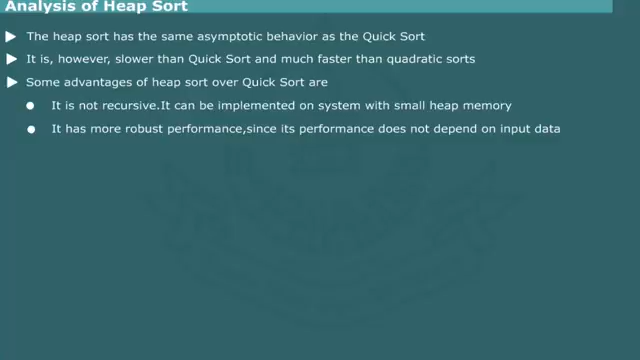 Analysis of Heap Sort
The heap sort has the same asymptotic behavior as the Quick Sort
It is, however, slower than Quick Sort and much faster than quadratic sorts
Some advantages of heap sort over Quick Sort are
It is not recursive.It can be implemented on system with small heap memory
It has more robust performance,since its performance does not depend on input data